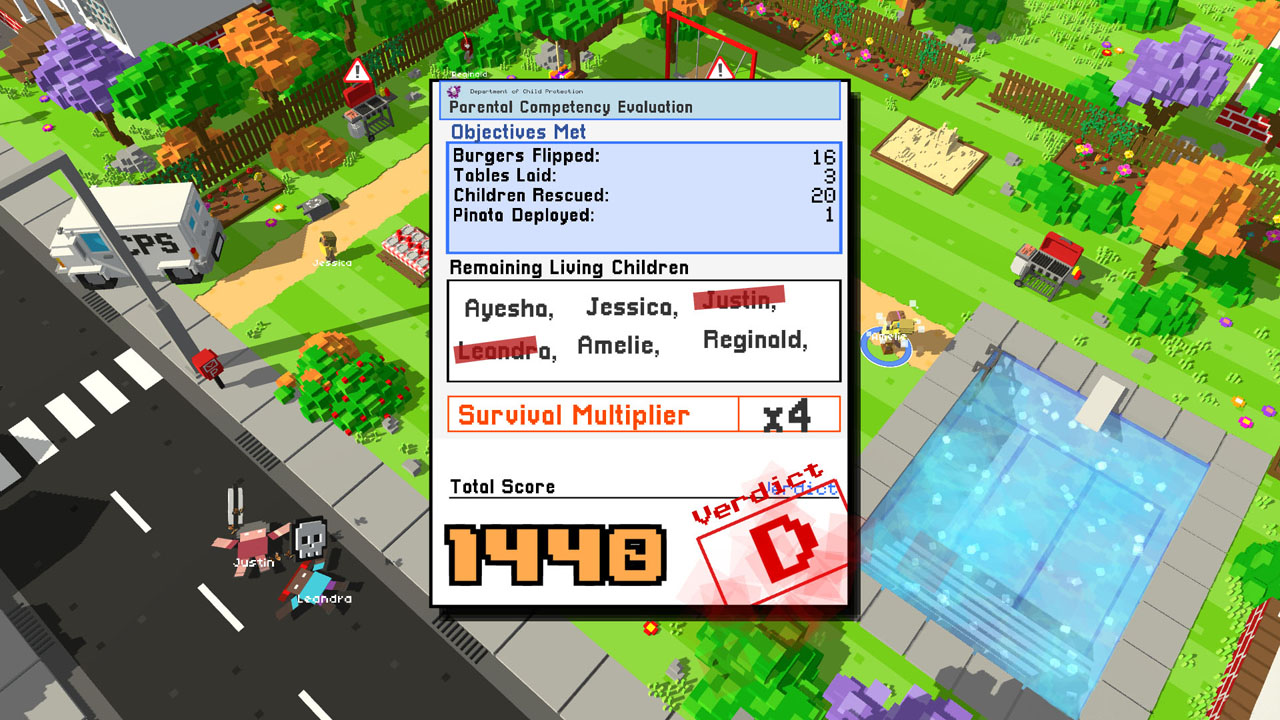 Reginald
Department of Child Protection
Parental Competency Evaluation
Objectives Met
Burgers Flipped: 16
Tables Laid: 3
Children Rescued: 20
Pinata Deployed: 1
Remaining Living Children
Ayesha, Jessica, Justin,
Leandra, Amelie, Reginald,
Survival Multiplier x4
Total Score Verdict
1440
Verdict
D
CPS
Jessica
Justin
Leandra